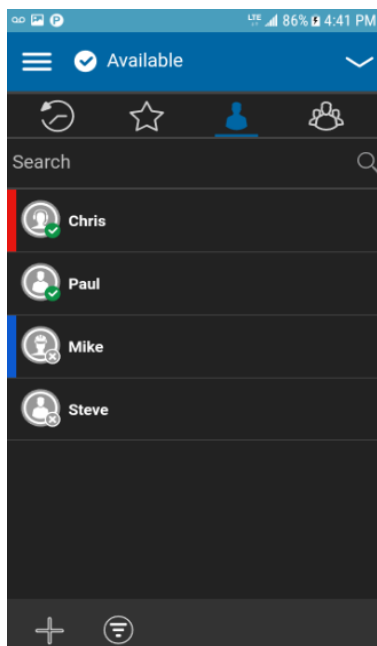 LTE 86% 4:41 PM
Available
Search
Chris
Paul
Mike
Steve